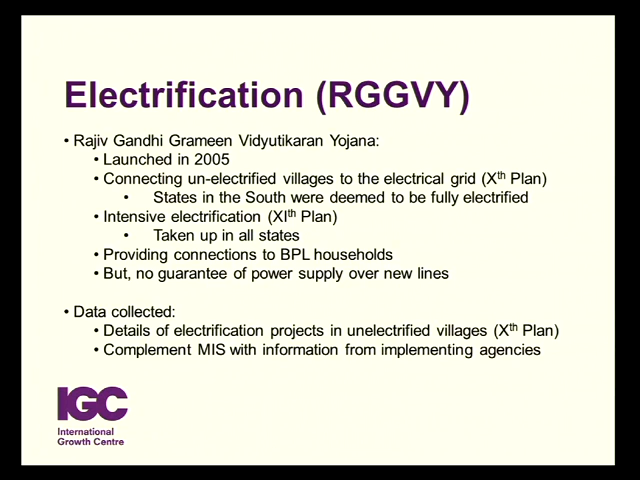 Electrification (RGGVY)
• Rajiv Gandhi Grameen Vidyutikaran Yojana:
• Launched in 2005
• Connecting un-electrified villages to the electrical grid (Xth Plan)
• States in the South were deemed to be fully electrified
• Intensive electrification (XIth Plan)
• Taken up in all states
• Providing connections to BPL households
• But, no guarantee of power supply over new lines
• Data collected:
• Details of electrification projects in unelectrified villages (Xth Plan)
• Complement MIS with information from implementing agencies
IGC
International
Growth Centre